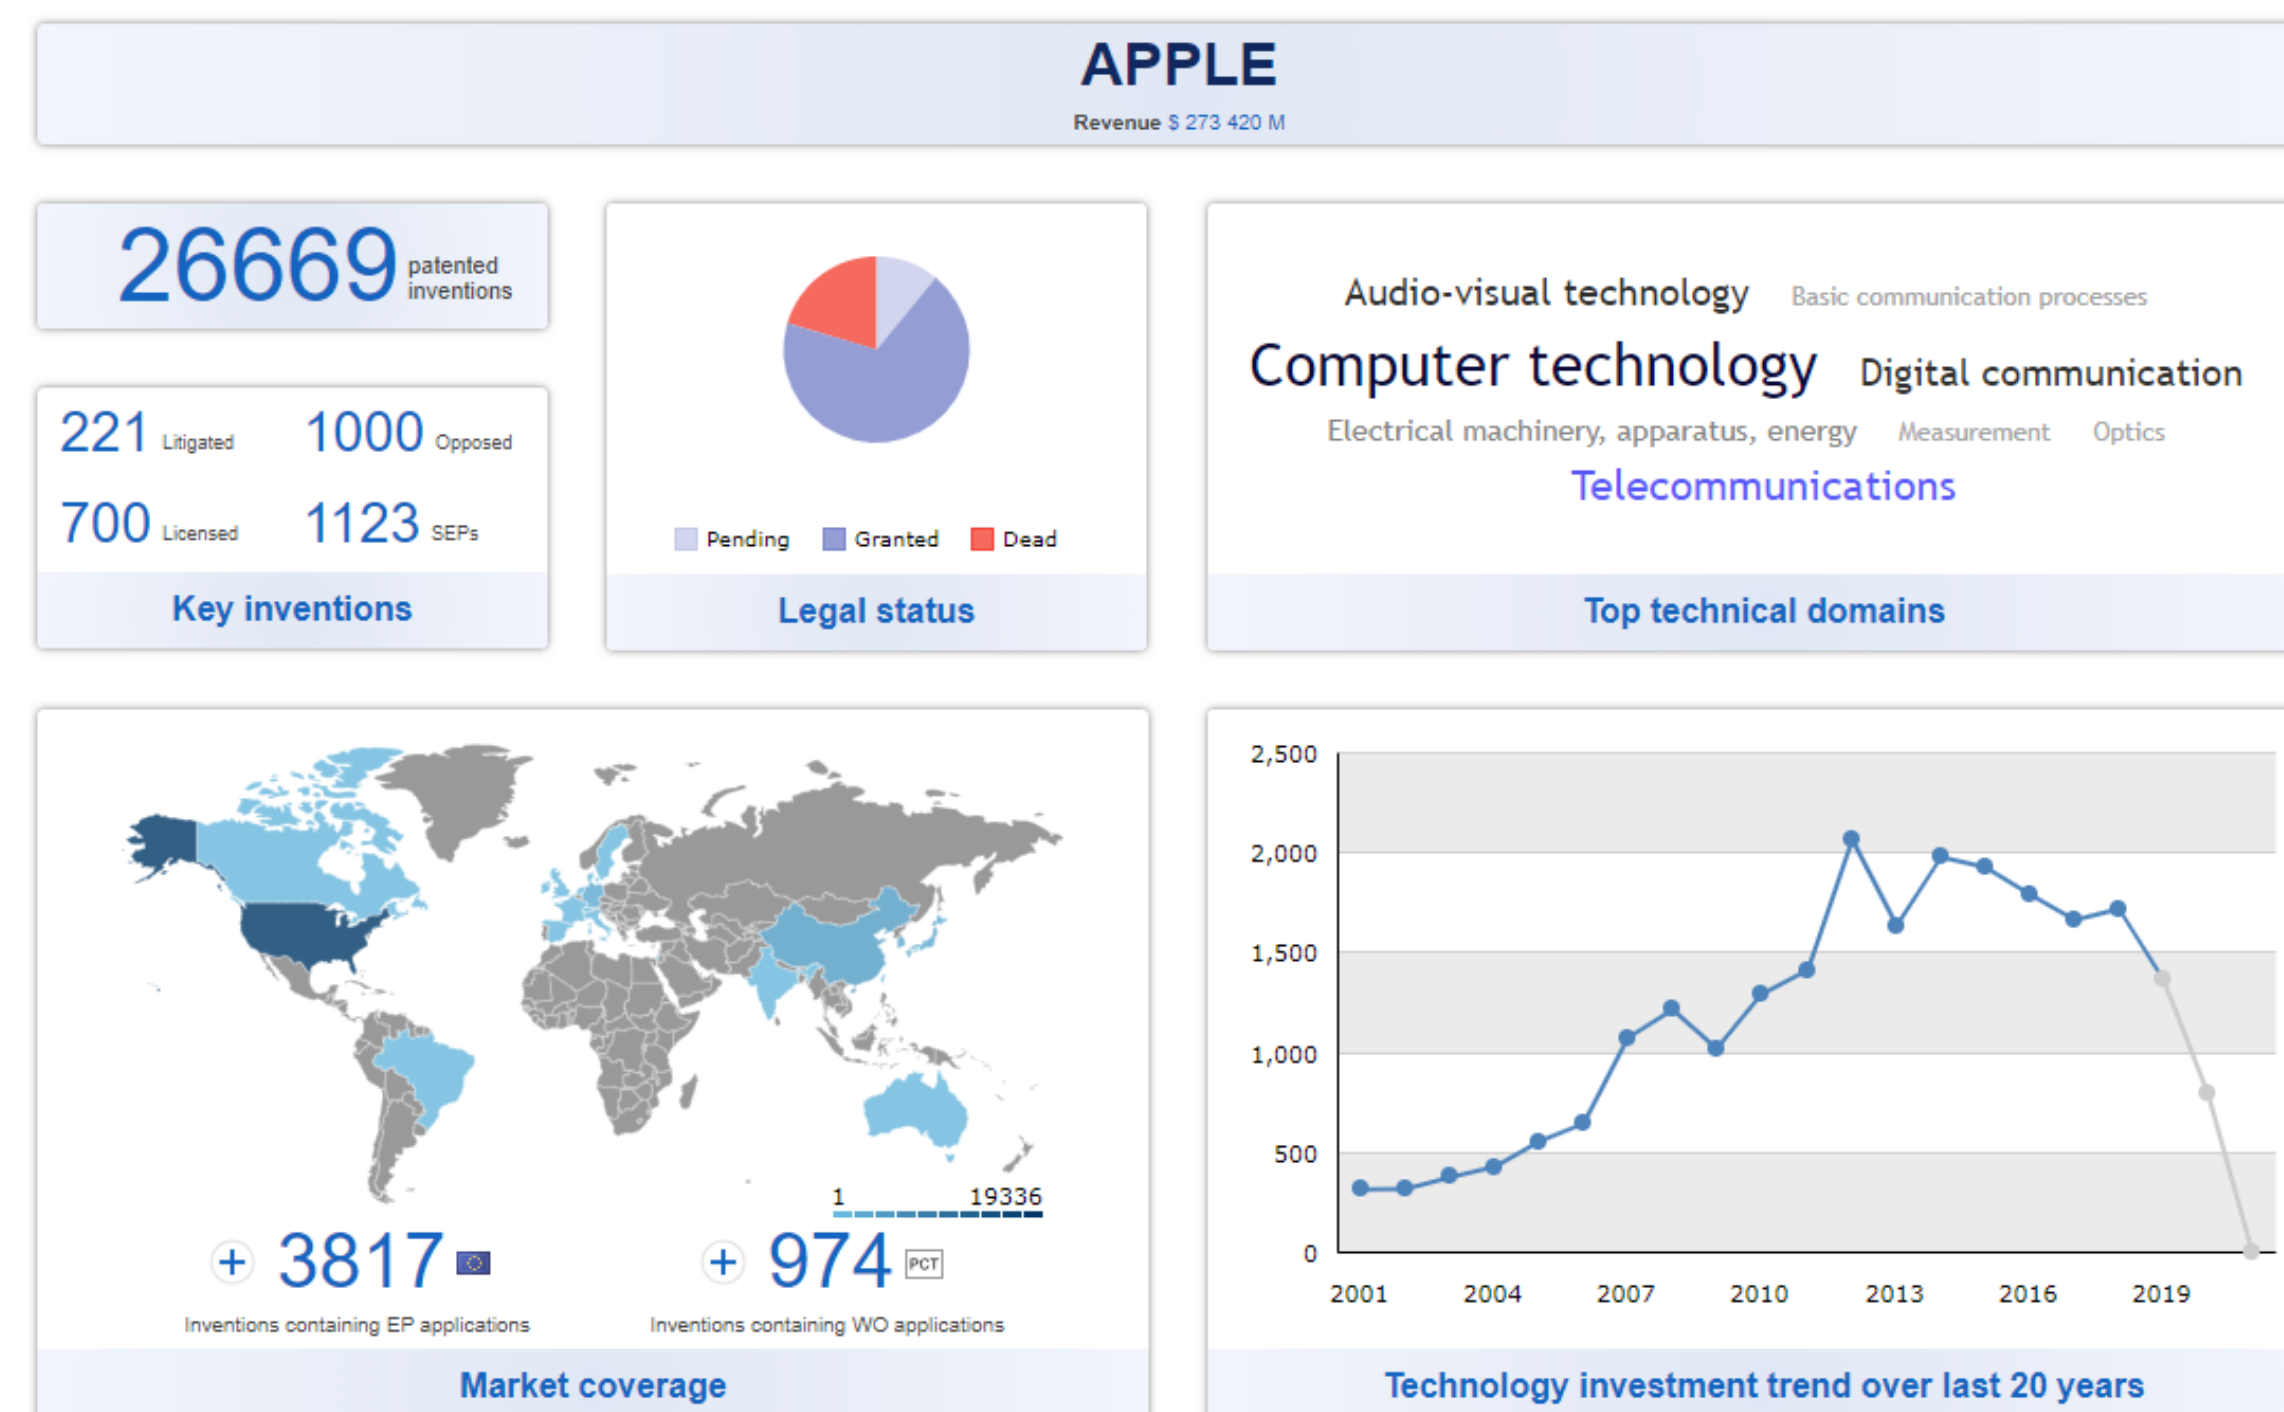 APPLE
Revenue $ 273 420 M
26669 patented inventions
221 Litigated 1000 Opposed
700 Licensed 1123 SEPs
Key inventions
Pending Granted Dead
Legal status
Audio-visual technology Basic communication processes
Computer technology Digital communication
Electrical machinery, apparatus, energy Measurement Optics
Telecommunications
Top technical domains
1 19336
3817
Inventions containing EP applications
974 PCT
Inventions containing WO applications
Market coverage
2,500
2,000
1,500
1,000
500
0
2001 2004 2007 2010 2013 2016 2019
Technology investment trend over last 20 years